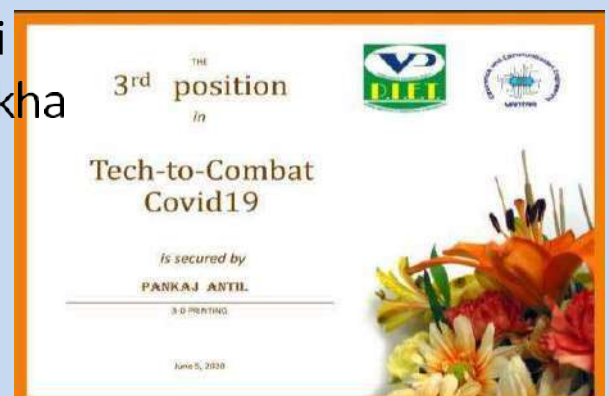 i
kha
THE
3rd position
in
Tech-to-Combat
Covid19
is secured by
PANKAJ ANTIL
3-D PRINTING
June 5, 2020
VP
P.I.E.T.